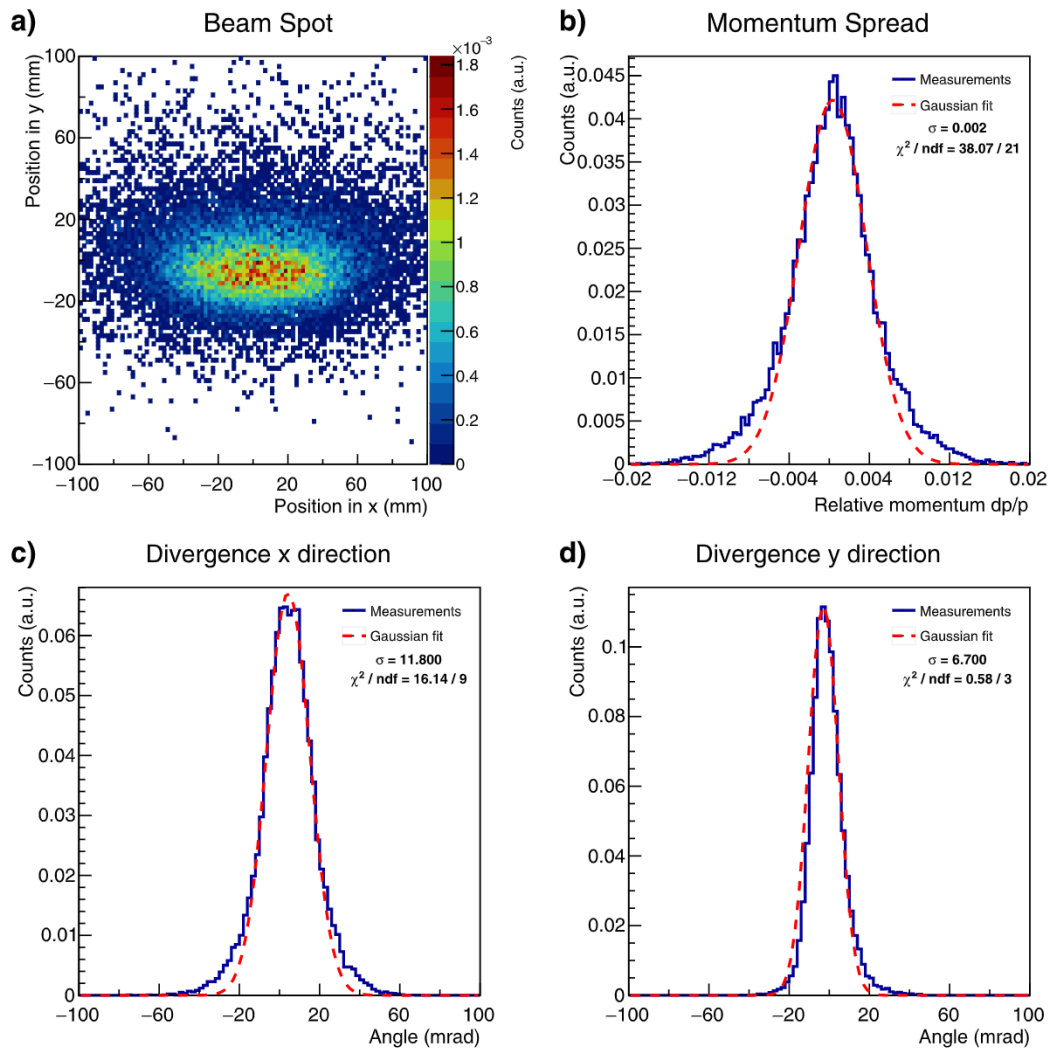 a) Beam Spot
×10⁻³
100
60
20
−20
−60
−100
Position in y (mm)
−100 −60 −20 20 60 100
Position in x (mm)
1.8
1.6
1.4
1.2
1
0.8
0.6
0.4
0.2
0
Counts (a.u.)
b) Momentum Spread
0.045
0.04
0.035
0.03
0.025
0.02
0.015
0.01
0.005
0
Counts (a.u.)
Measurements
Gaussian fit
σ = 0.002
χ² / ndf = 38.07 / 21
−0.02 −0.012 −0.004 0.004 0.012 0.02
Relative momentum dp/p
c) Divergence x direction
0.06
0.05
0.04
0.03
0.02
0.01
0
Counts (a.u.)
Measurements
Gaussian fit
σ = 11.800
χ² / ndf = 16.14 / 9
−100 −60 −20 20 60 100
Angle (mrad)
d) Divergence y direction
0.1
0.08
0.06
0.04
0.02
0
Counts (a.u.)
Measurements
Gaussian fit
σ = 6.700
χ² / ndf = 0.58 / 3
−100 −60 −20 20 60 100
Angle (mrad)